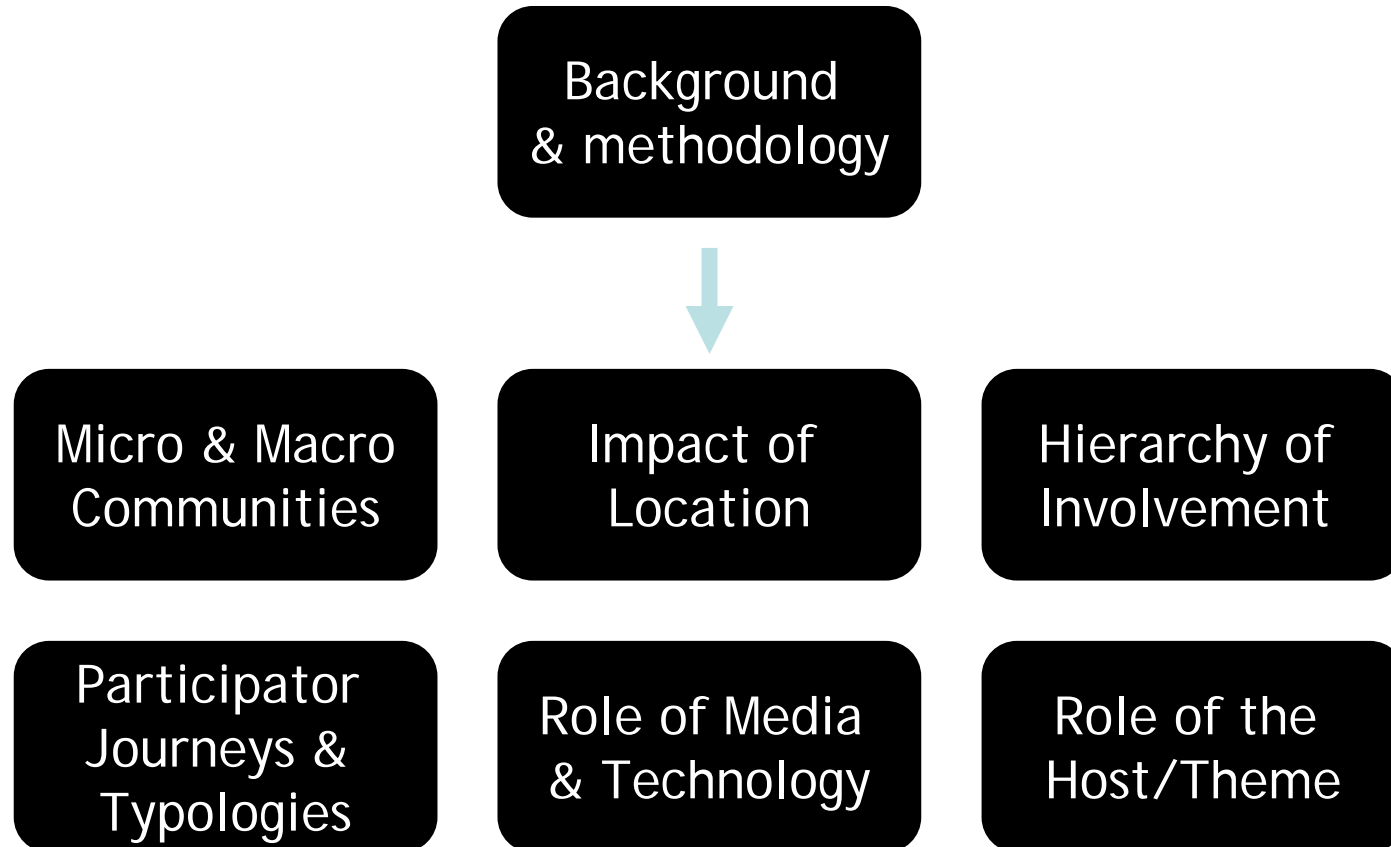 Background
& methodology
Micro & Macro
Communities
Impact of
Location
Hierarchy of
Involvement
Participator
Journeys &
Typologies
Role of Media
& Technology
Role of the
Host/Theme